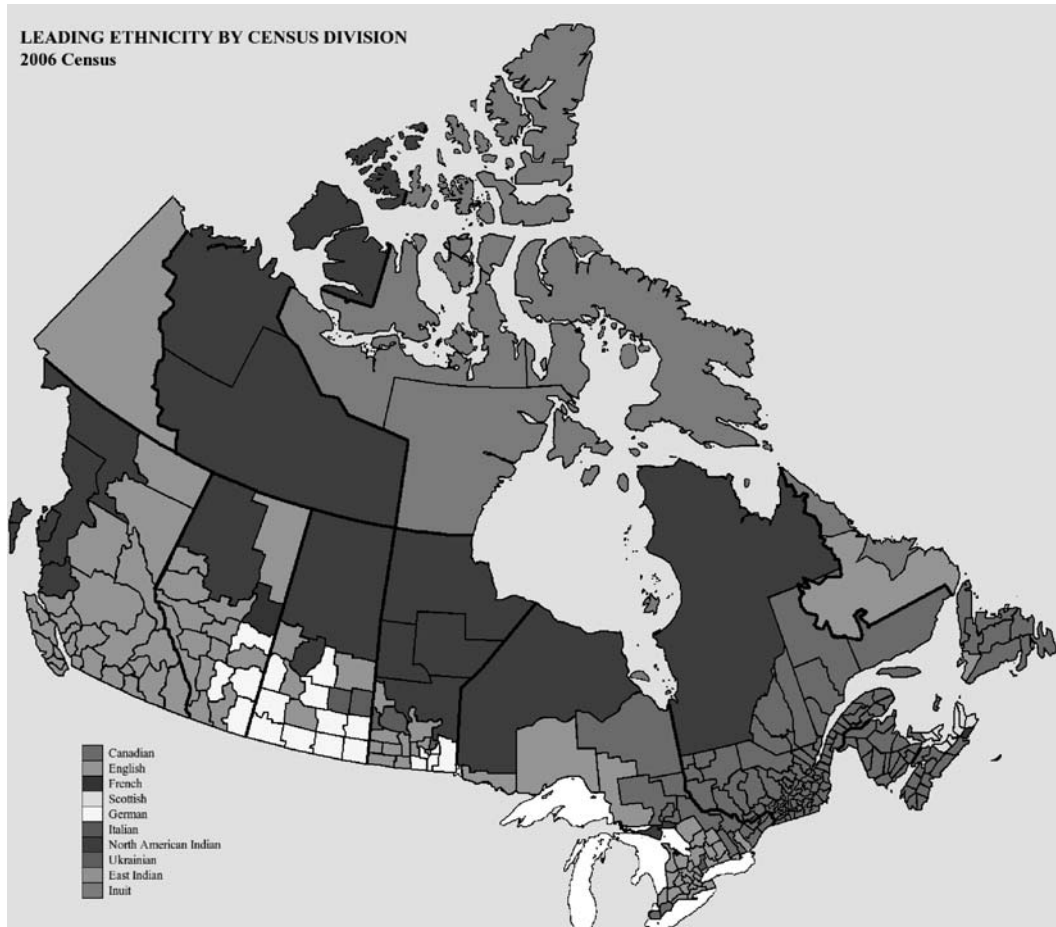 LEADING ETHNICITY BY CENSUS DIVISION
2006 Census
Canadian
English
French
Scottish
German
Italian
North American Indian
Ukrainian
East Indian
Inuit